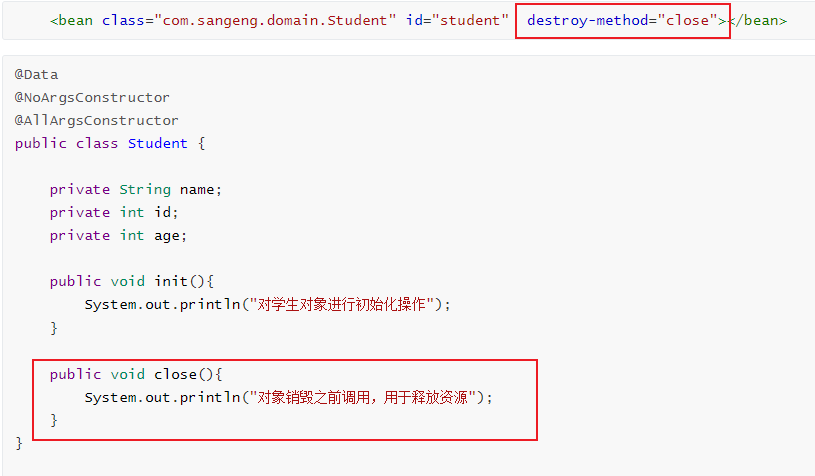 <bean class="com.sangeng.domain.Student" id="student"  destroy-method="close"></bean>
@Data
@NoArgsConstructor
@AllArgsConstructor
public class Student {
    private String name;
    private int id;
    private int age;
    public void init(){
        System.out.println("对学生对象进行初始化操作");
    }
    public void close(){
        System.out.println("对象销毁之前调用，用于释放资源");
    }
}